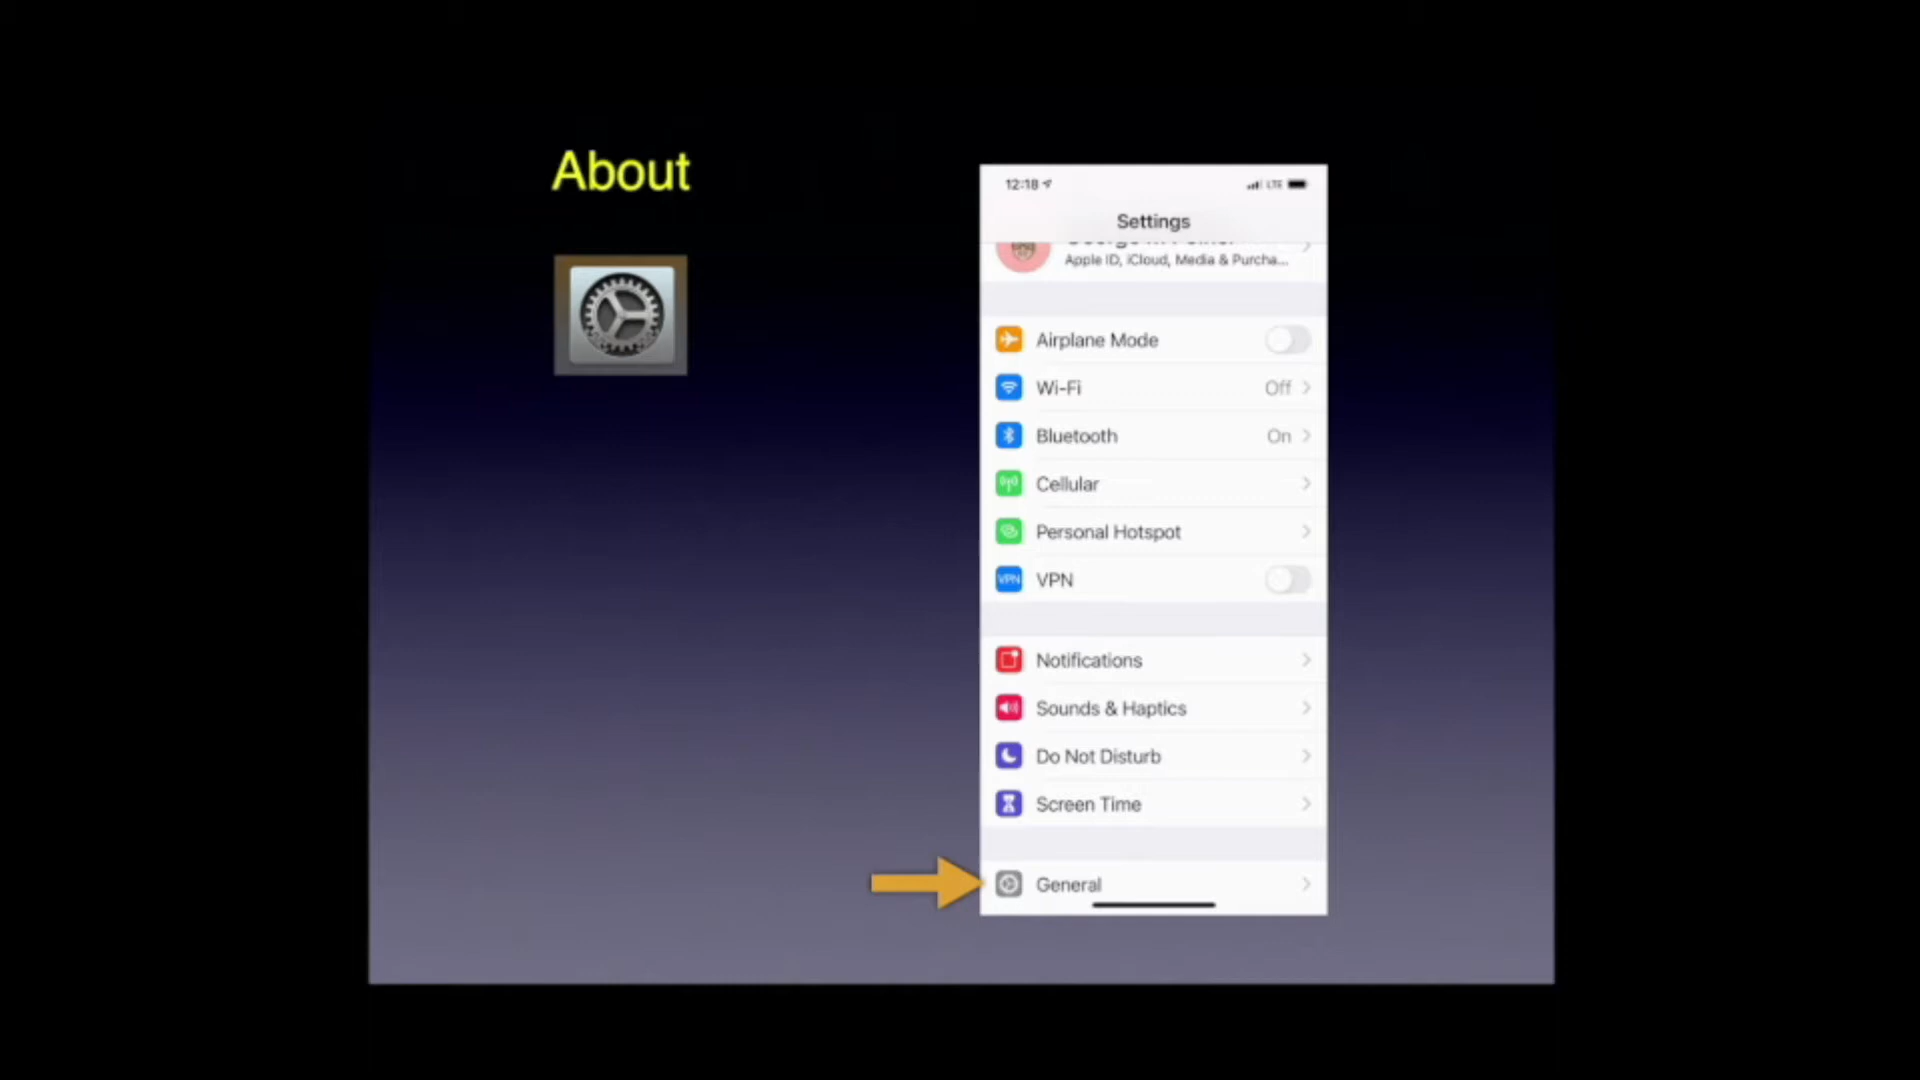 About
12:18
LTE
Settings
Apple ID, iCloud, Media & Purcha...
Airplane Mode
Wi-Fi Off
Bluetooth On
Cellular
Personal Hotspot
VPN VPN
Notifications
Sounds & Haptics
Do Not Disturb
Screen Time
General